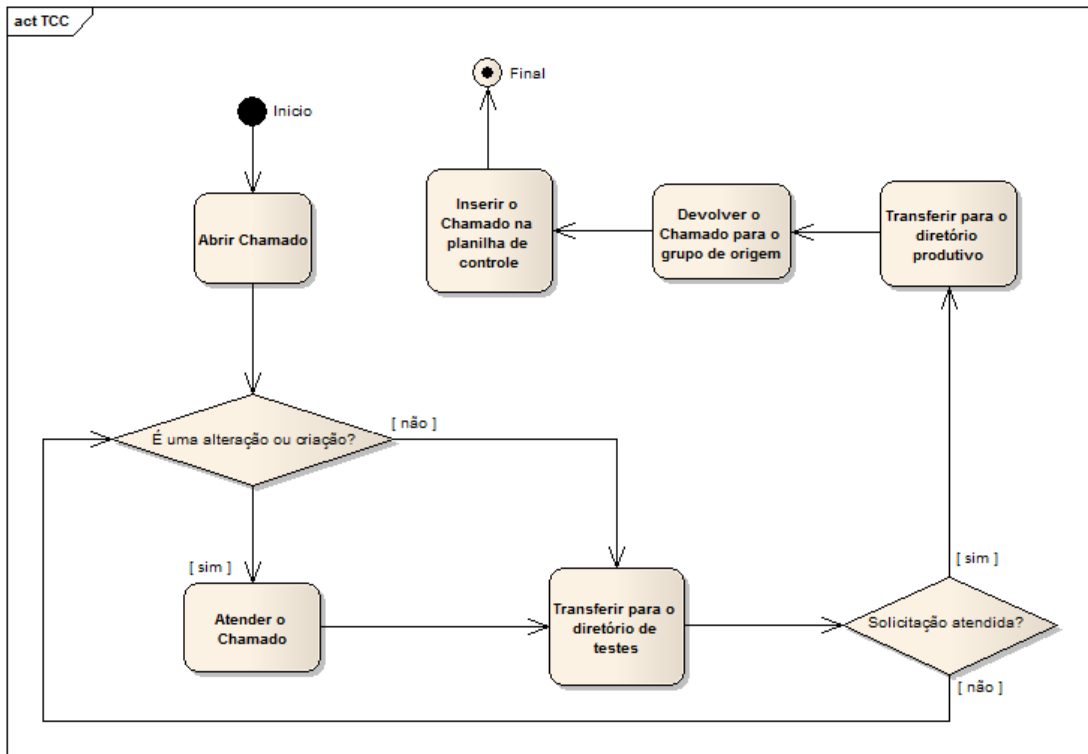 act TCC
Final
Inicio
Abrir Chamado
Inserir o
Chamado na
planilha de
controle
Devolver o
Chamado para o
grupo de origem
Transferir para o
diretório
produtivo
É uma alteração ou criação?
[ não ]
[ sim ]
Atender o
Chamado
Transferir para o
diretório de
testes
[ sim ]
Solicitação atendida?
[ não ]